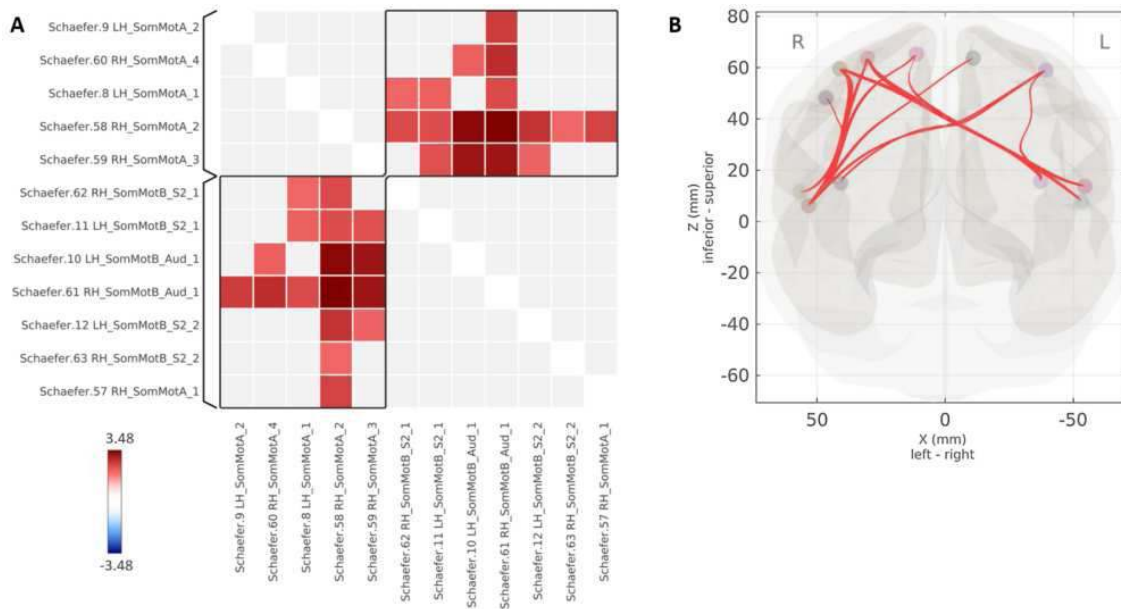 A
Schaefer.9 LH_SomMotA_2
Schaefer.60 RH_SomMotA_4
Schaefer.8 LH_SomMotA_1
Schaefer.58 RH_SomMotA_2
Schaefer.59 RH_SomMotA_3
Schaefer.62 RH_SomMotB_S2_1
Schaefer.11 LH_SomMotB_S2_1
Schaefer.10 LH_SomMotB_Aud_1
Schaefer.61 RH_SomMotB_Aud_1
Schaefer.12 LH_SomMotB_S2_2
Schaefer.63 RH_SomMotB_S2_2
Schaefer.57 RH_SomMotA_1
3.48
-3.48
Schaefer.9 LH_SomMotA_2
Schaefer.60 RH_SomMotA_4
Schaefer.8 LH_SomMotA_1
Schaefer.58 RH_SomMotA_2
Schaefer.59 RH_SomMotA_3
Schaefer.62 RH_SomMotB_S2_1
Schaefer.11 LH_SomMotB_S2_1
Schaefer.10 LH_SomMotB_Aud_1
Schaefer.61 RH_SomMotB_Aud_1
Schaefer.12 LH_SomMotB_S2_2
Schaefer.63 RH_SomMotB_S2_2
Schaefer.57 RH_SomMotA_1
B
R
L
80
60
40
20
0
-20
-40
-60
Z (mm)
inferior - superior
50
0
-50
X (mm)
left - right